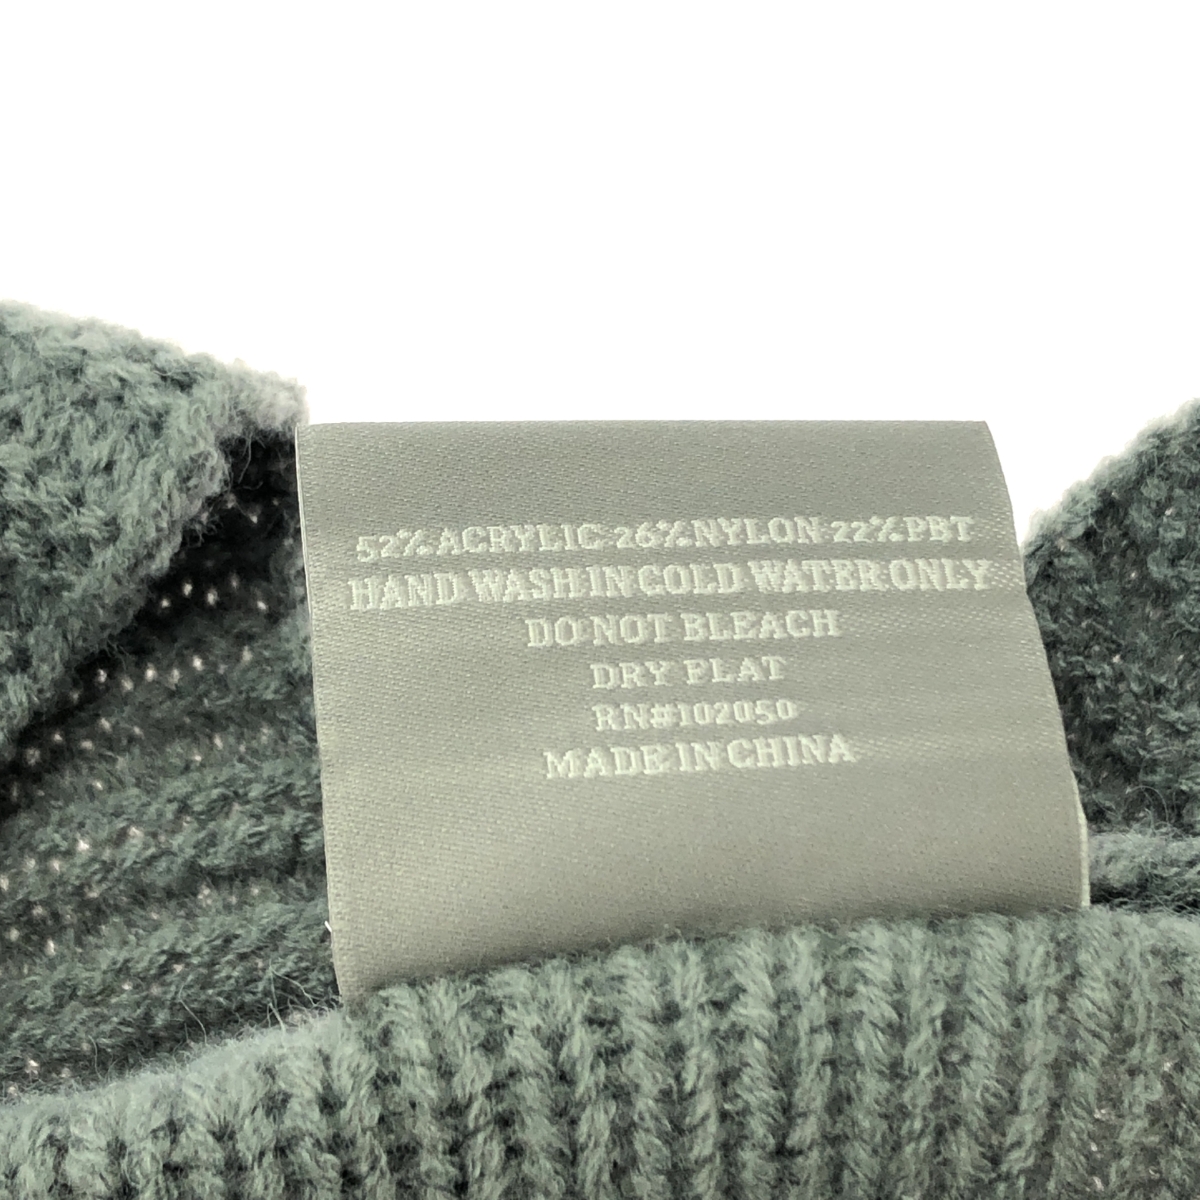 52% ACRYLIC 26% NYLON 22% PBT
HAND WASH IN COLD WATER ONLY
DO NOT BLEACH
DRY FLAT
RN#102050
MADE IN CHINA